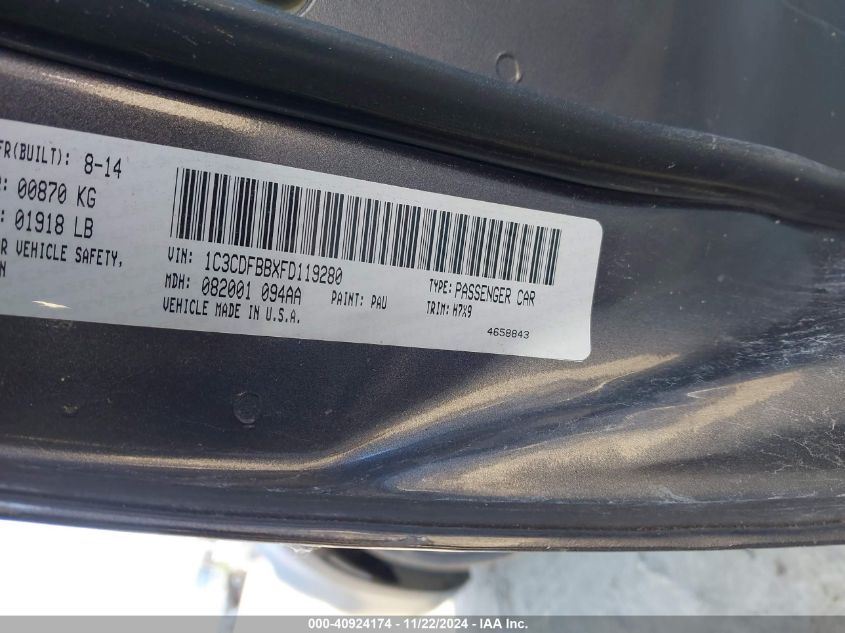 FR(BUILT): 8-14
: 00870 KG
: 01918 LB
R VEHICLE SAFETY,
N
VIN: 1C3CDFBBXFD119280
MDH: 082001 094AA PAINT: PAU
VEHICLE MADE IN U.S.A.
TYPE: PASSENGER CAR
TRIM: H7X9
4658843
000-40924174 - 11/22/2024 - IAA Inc.